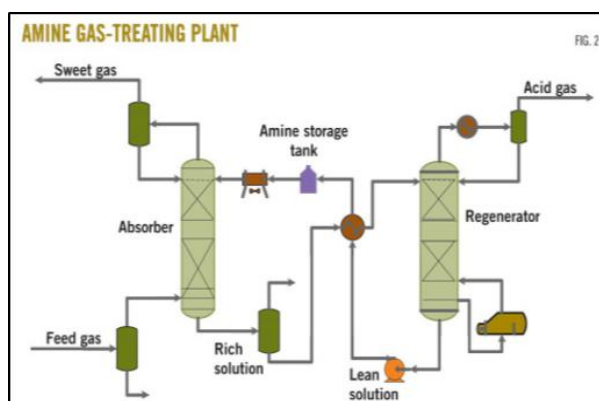 AMINE GAS-TREATING PLANT
FIG. 2
Sweet gas
Acid gas
Amine storage
tank
Absorber
Regenerator
Feed gas
Rich
solution
Lean
solution